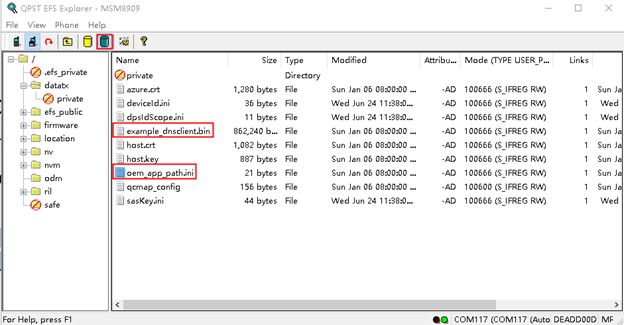 QPST EFS Explorer - MSM8909
File View Phone Help
/
.efs_private
datatx
private
efs_public
firmware
location
nv
nvm
odm
ril
safe
Name Size Type Modified Attribu... Mode (TYPE USER_P... Links
private Directory
azure.crt 1,280 bytes File Sun Jan 06 08:00:00 ... -AD 100666 (S_IFREG RW) 1 Sun Ja
deviceId.ini 36 bytes File Wed Jun 24 11:38:0... -AD 100666 (S_IFREG RW) 1 Wed
dpsIdScope.ini 11 bytes File Wed Jun 24 11:38:0... -AD 100666 (S_IFREG RW) 1 Wed
example_dnsclient.bin 862,240 b... File Sun Jan 06 08:00:00 ... -AD 100666 (S_IFREG RW) 1 Sun Ja
host.crt 1,082 bytes File Sun Jan 06 08:00:00 ... -AD 100666 (S_IFREG RW) 1 Sun Ja
host.key 887 bytes File Sun Jan 06 08:00:00 ... -AD 100666 (S_IFREG RW) 1 Sun Ja
oem_app_path.ini 21 bytes File Sun Jan 06 08:00:00 ... -AD 100666 (S_IFREG RW) 1 Sun Ja
qcmap_config 156 bytes File Sun Jan 06 08:00:00 ... -AD 100600 (S_IFREG RW) 1 Sun Ja
sasKey.ini 44 bytes File Wed Jun 24 11:38:0... -AD 100666 (S_IFREG RW) 1 Wed
For Help, press F1
COM117 (COM117 (Auto DEADD00D MF